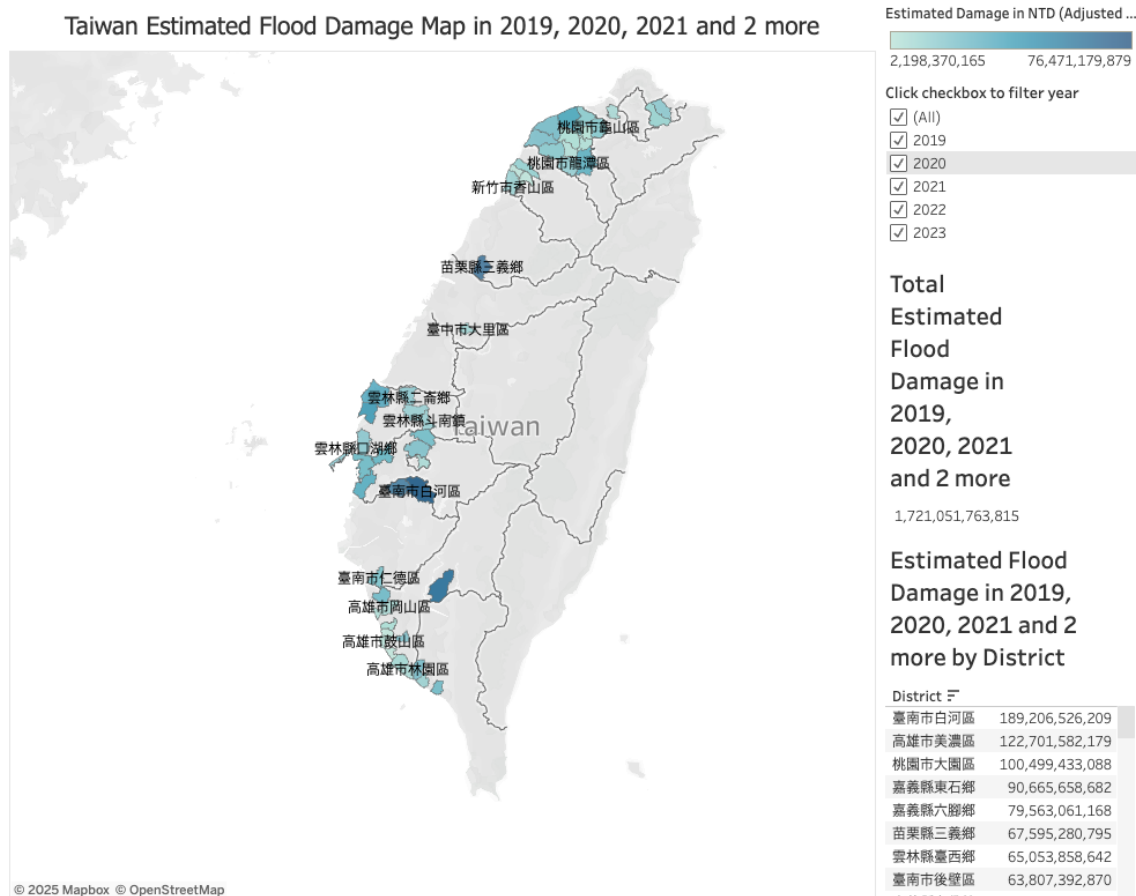 Taiwan Estimated Flood Damage Map in 2019, 2020, 2021 and 2 more
桃園市龜山區
桃園市龍潭區
新竹市香山區
苗栗縣三義鄉
臺中市大里區
雲林縣二崙鄉
雲林縣斗南鎮
Taiwan
雲林縣口湖鄉
臺南市白河區
臺南市仁德區
高雄市岡山區
高雄市鼓山區
高雄市林園區
© 2025 Mapbox © OpenStreetMap
Estimated Damage in NTD (Adjusted ...
2,198,370,165 76,471,179,879
Click checkbox to filter year
(All)
2019
2020
2021
2022
2023
Total
Estimated
Flood
Damage in
2019,
2020, 2021
and 2 more
1,721,051,763,815
Estimated Flood
Damage in 2019,
2020, 2021 and 2
more by District
District
臺南市白河區 189,206,526,209
高雄市美濃區 122,701,582,179
桃園市大園區 100,499,433,088
嘉義縣東石鄉 90,665,658,682
嘉義縣六腳鄉 79,563,061,168
苗栗縣三義鄉 67,595,280,795
雲林縣臺西鄉 65,053,858,642
臺南市後壁區 63,807,392,870